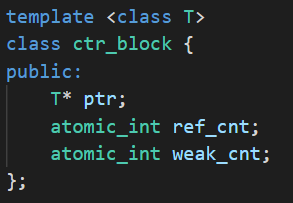 template <class T>
class ctr_block {
public:
    T* ptr;
    atomic_int ref_cnt;
    atomic_int weak_cnt;
};